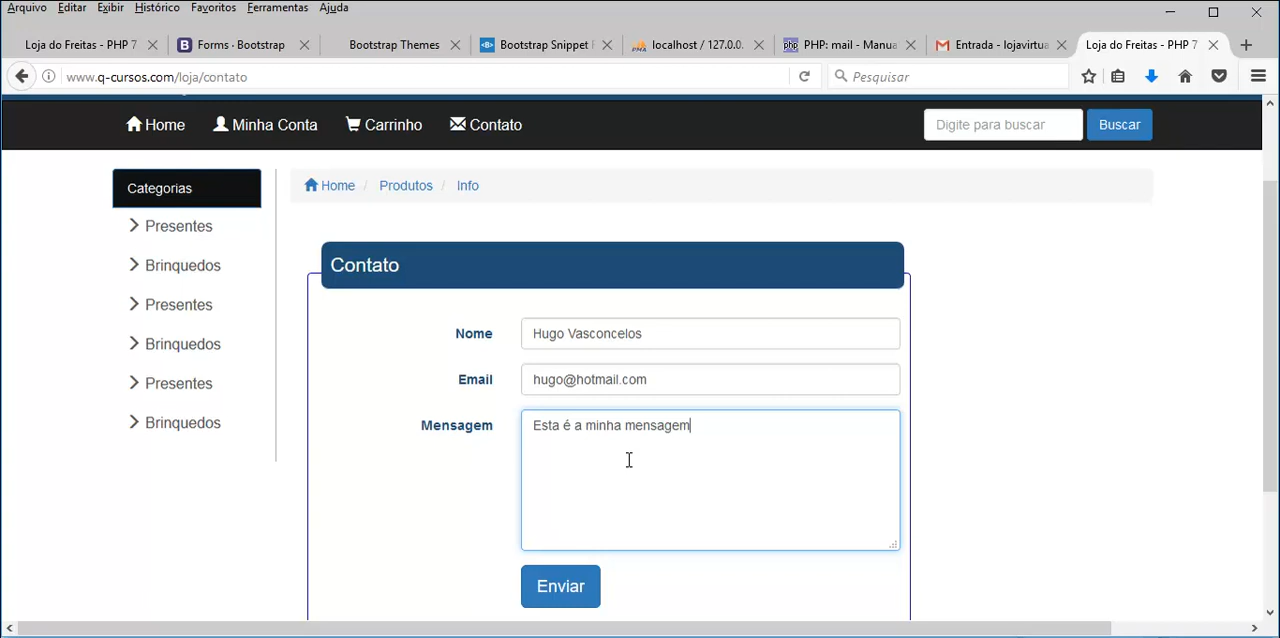 Arquivo Editar Exibir Histórico Favoritos Ferramentas Ajuda
Loja do Freitas - PHP 7 Forms · Bootstrap Bootstrap Themes Bootstrap Snippet F localhost / 127.0.0. php PHP: mail - Manua Entrada - lojavirtua Loja do Freitas - PHP 7
www.q-cursos.com/loja/contato Pesquisar
Home Minha Conta Carrinho Contato Digite para buscar Buscar
Categorias
Home / Produtos / Info
Presentes
Brinquedos
Presentes
Brinquedos
Presentes
Brinquedos
Contato
Nome Hugo Vasconcelos
Email hugo@hotmail.com
Mensagem Esta é a minha mensagem
Enviar